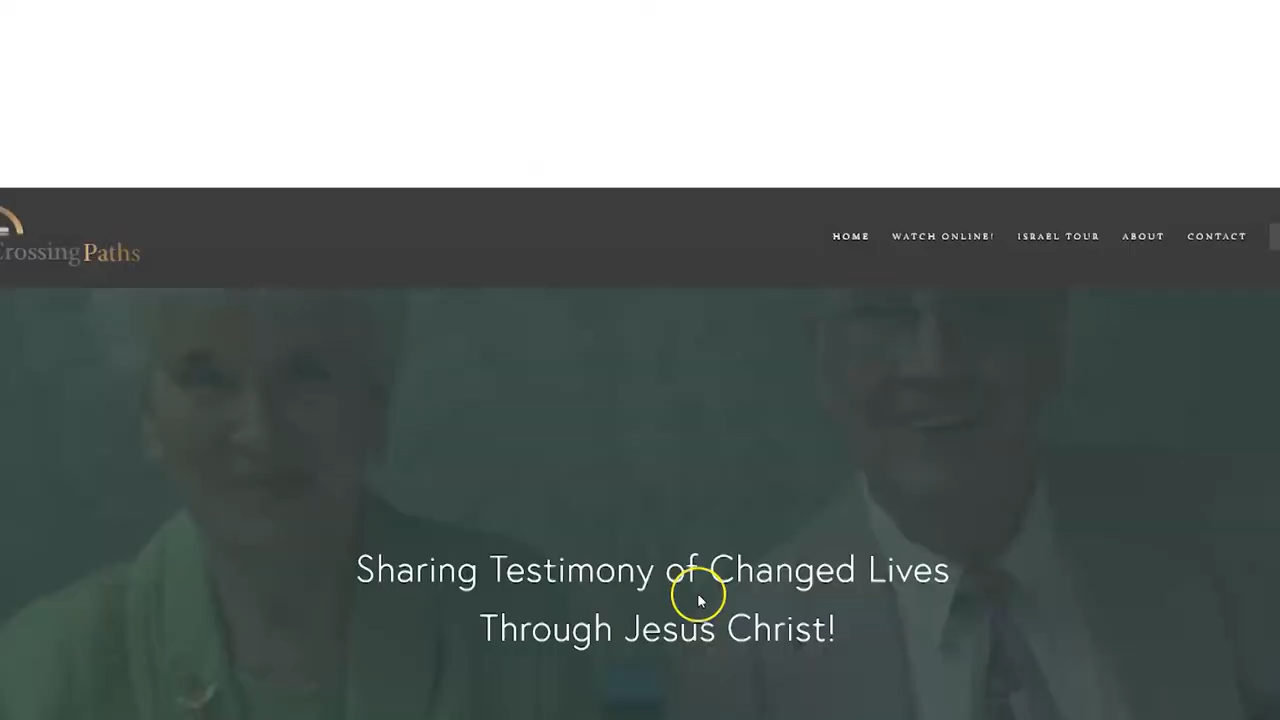 Crossing Paths
HOME WATCH ONLINE! ISRAEL TOUR ABOUT CONTACT
Sharing Testimony of Changed Lives
Through Jesus Christ!